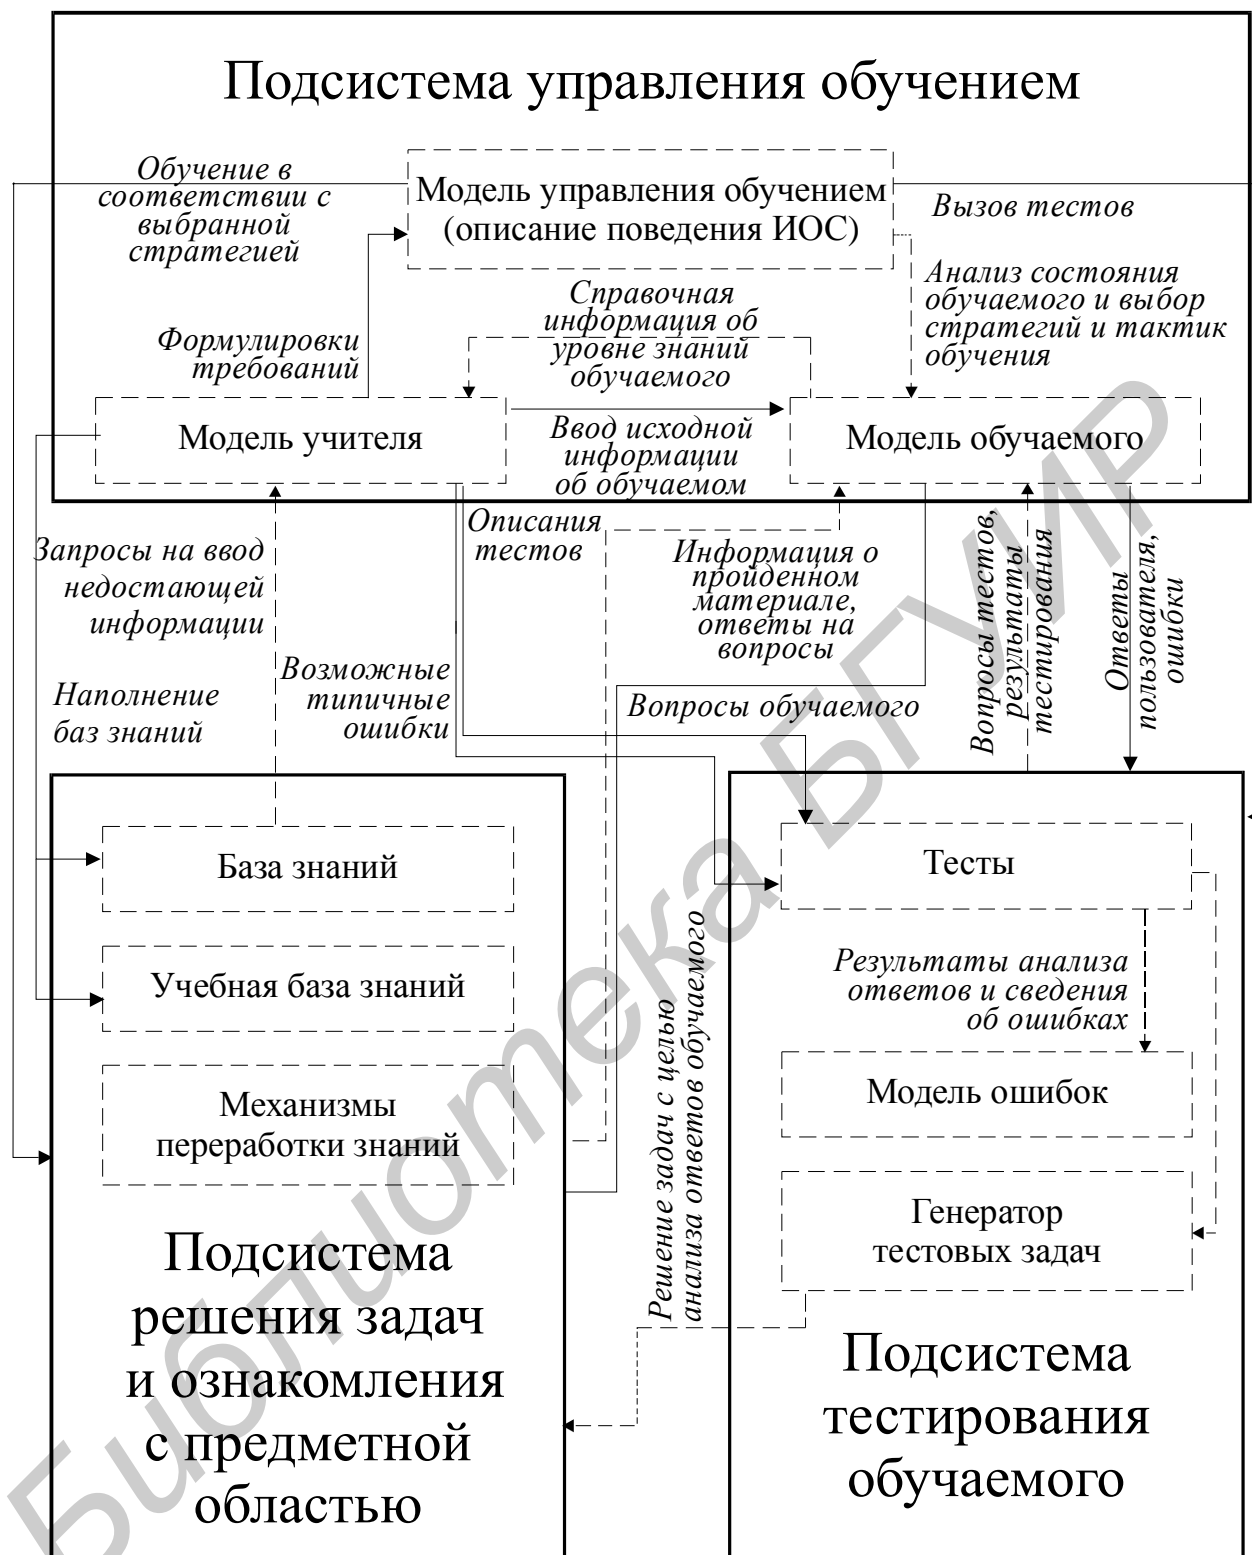 Подсистема управления обучением
Обучение в
соответствии с
выбранной
стратегией
Модель управления обучением
(описание поведения ИОС)
Вызов тестов
Анализ состояния
обучаемого и выбор
стратегий и тактик
обучения
Справочная
информация об
уровне знаний
обучаемого
Формулировки
требований
Модель учителя
Ввод исходной
информации
об обучаемом
Модель обучаемого
Запросы на ввод
недостающей
информации
Описания
тестов
Информация о
пройденном
материале,
ответы на
вопросы
Вопросы тестов,
результаты
тестирования
Ответы
пользователя,
ошибки
Наполнение
баз знаний
Возможные
типичные
ошибки
Вопросы обучаемого
База знаний
Учебная база знаний
Механизмы
переработки знаний
Подсистема
решения задач
и ознакомления
с предметной
областью
Решение задач с целью
анализа ответов обучаемого
Тесты
Результаты анализа
ответов и сведения
об ошибках
Модель ошибок
Генератор
тестовых задач
Подсистема
тестирования
обучаемого
Библиотека БГУИР